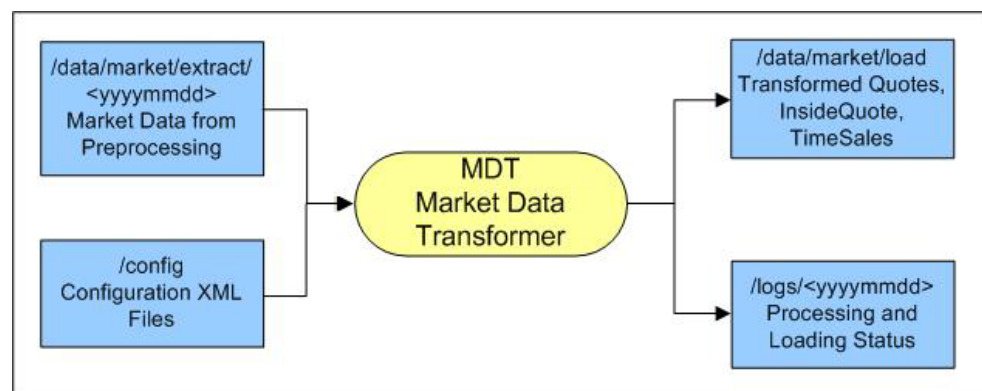 /data/market/extract/
<yyyymmdd>
Market Data from
Preprocessing
/config
Configuration XML
Files
MDT
Market Data
Transformer
/data/market/load
Transformed Quotes,
InsideQuote,
TimeSales
/logs/<yyyymmdd>
Processing and
Loading Status